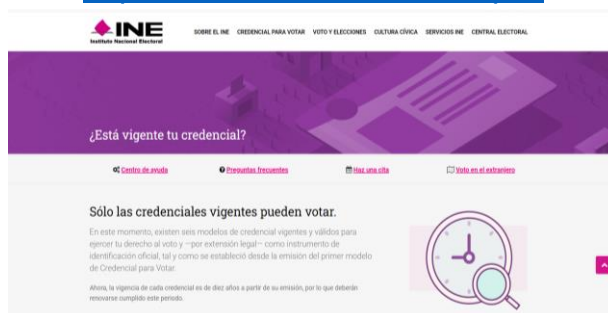 INE
Instituto Nacional Electoral
SOBRE EL INE CREDENCIAL PARA VOTAR VOTO Y ELECCIONES CULTURA CÍVICA SERVICIOS INE CENTRAL ELECTORAL
¿Está vigente tu credencial?
Centro de ayuda Preguntas frecuentes Haz una cita Voto en el extranjero
Sólo las credenciales vigentes pueden votar.
En este momento, existen seis modelos de credencial vigentes y válidos para
ejercer tu derecho al voto y —por extensión legal— como instrumento de
identificación oficial, tal y como se estableció desde la emisión del primer modelo
de Credencial para Votar.
Ahora, la vigencia de cada credencial es de diez años a partir de su emisión, por lo que deberán
renovarse cumplido este periodo.